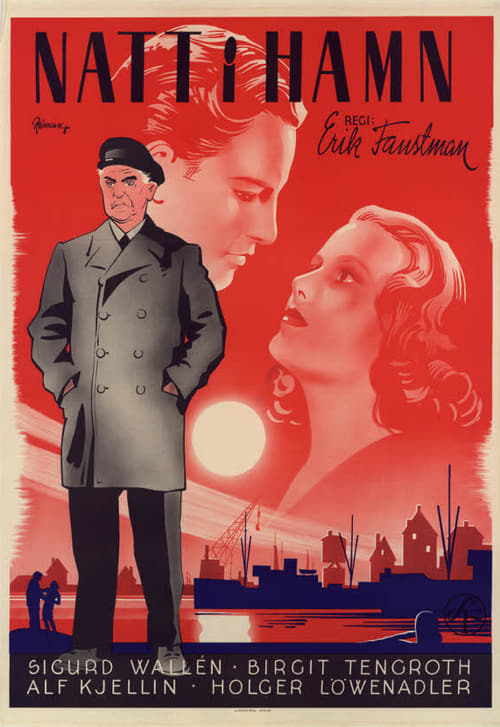 NATT i HAMN
REGI:
Erik Faustman
SIGURD WALLÉN · BIRGIT TENGROTH
ALF KJELLIN · HOLGER LÖWENADLER